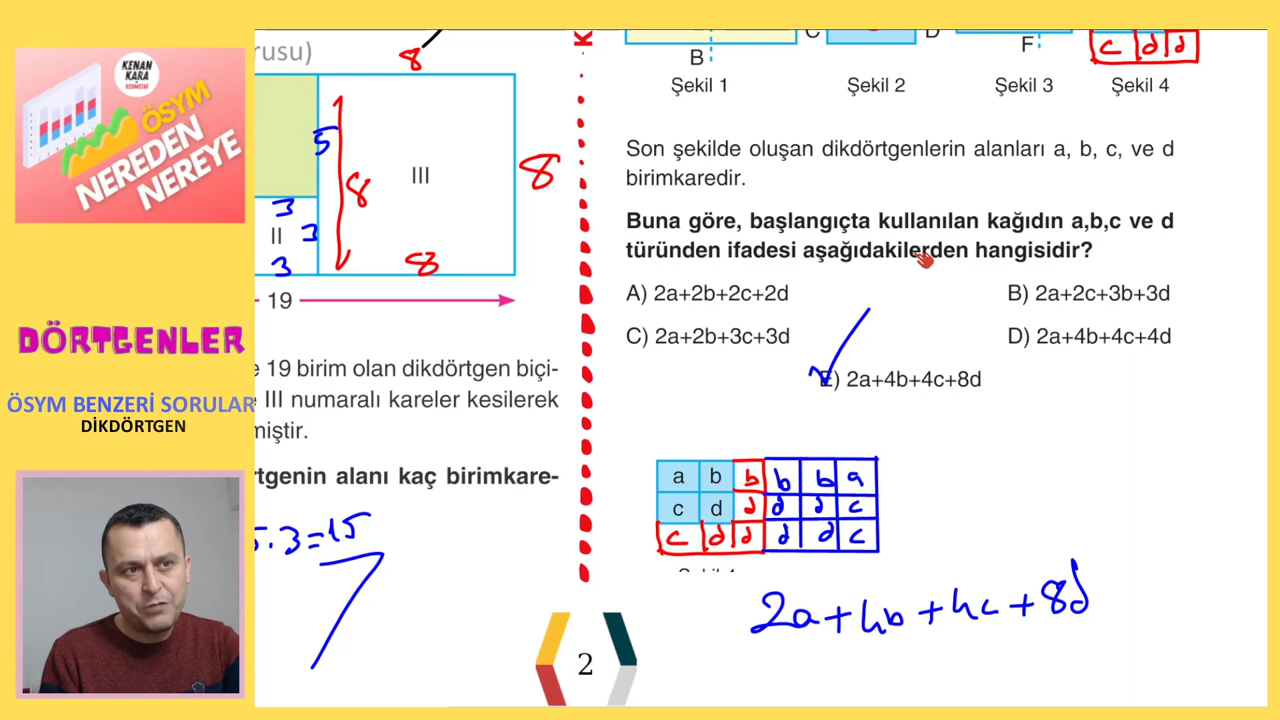 KENAN
KARA
ÖSYM
NEREDEN
NEREYE
DÖRTGENLER
ÖSYM BENZERİ SORULAR
DİKDÖRTGEN
rusu)
8
5
8
III
8
3
II
3
3
8
19
e 19 birim olan dikdörtgen biçi-
III numaralı kareler kesilerek
miştir.
rtgenin alanı kaç birimkare-
5.3=15
K
B
C
D
F
c d d
Şekil 1
Şekil 2
Şekil 3
Şekil 4
Son şekilde oluşan dikdörtgenlerin alanları a, b, c, ve d
birimkaredir.
Buna göre, başlangıçta kullanılan kağıdın a,b,c ve d
türünden ifadesi aşağıdakilerden hangisidir?
A) 2a+2b+2c+2d
B) 2a+2c+3b+3d
C) 2a+2b+3c+3d
D) 2a+4b+4c+4d
E) 2a+4b+4c+8d
a b b b b a
c d d d d c
c d d d d c
2a+4b+4c+8d
2